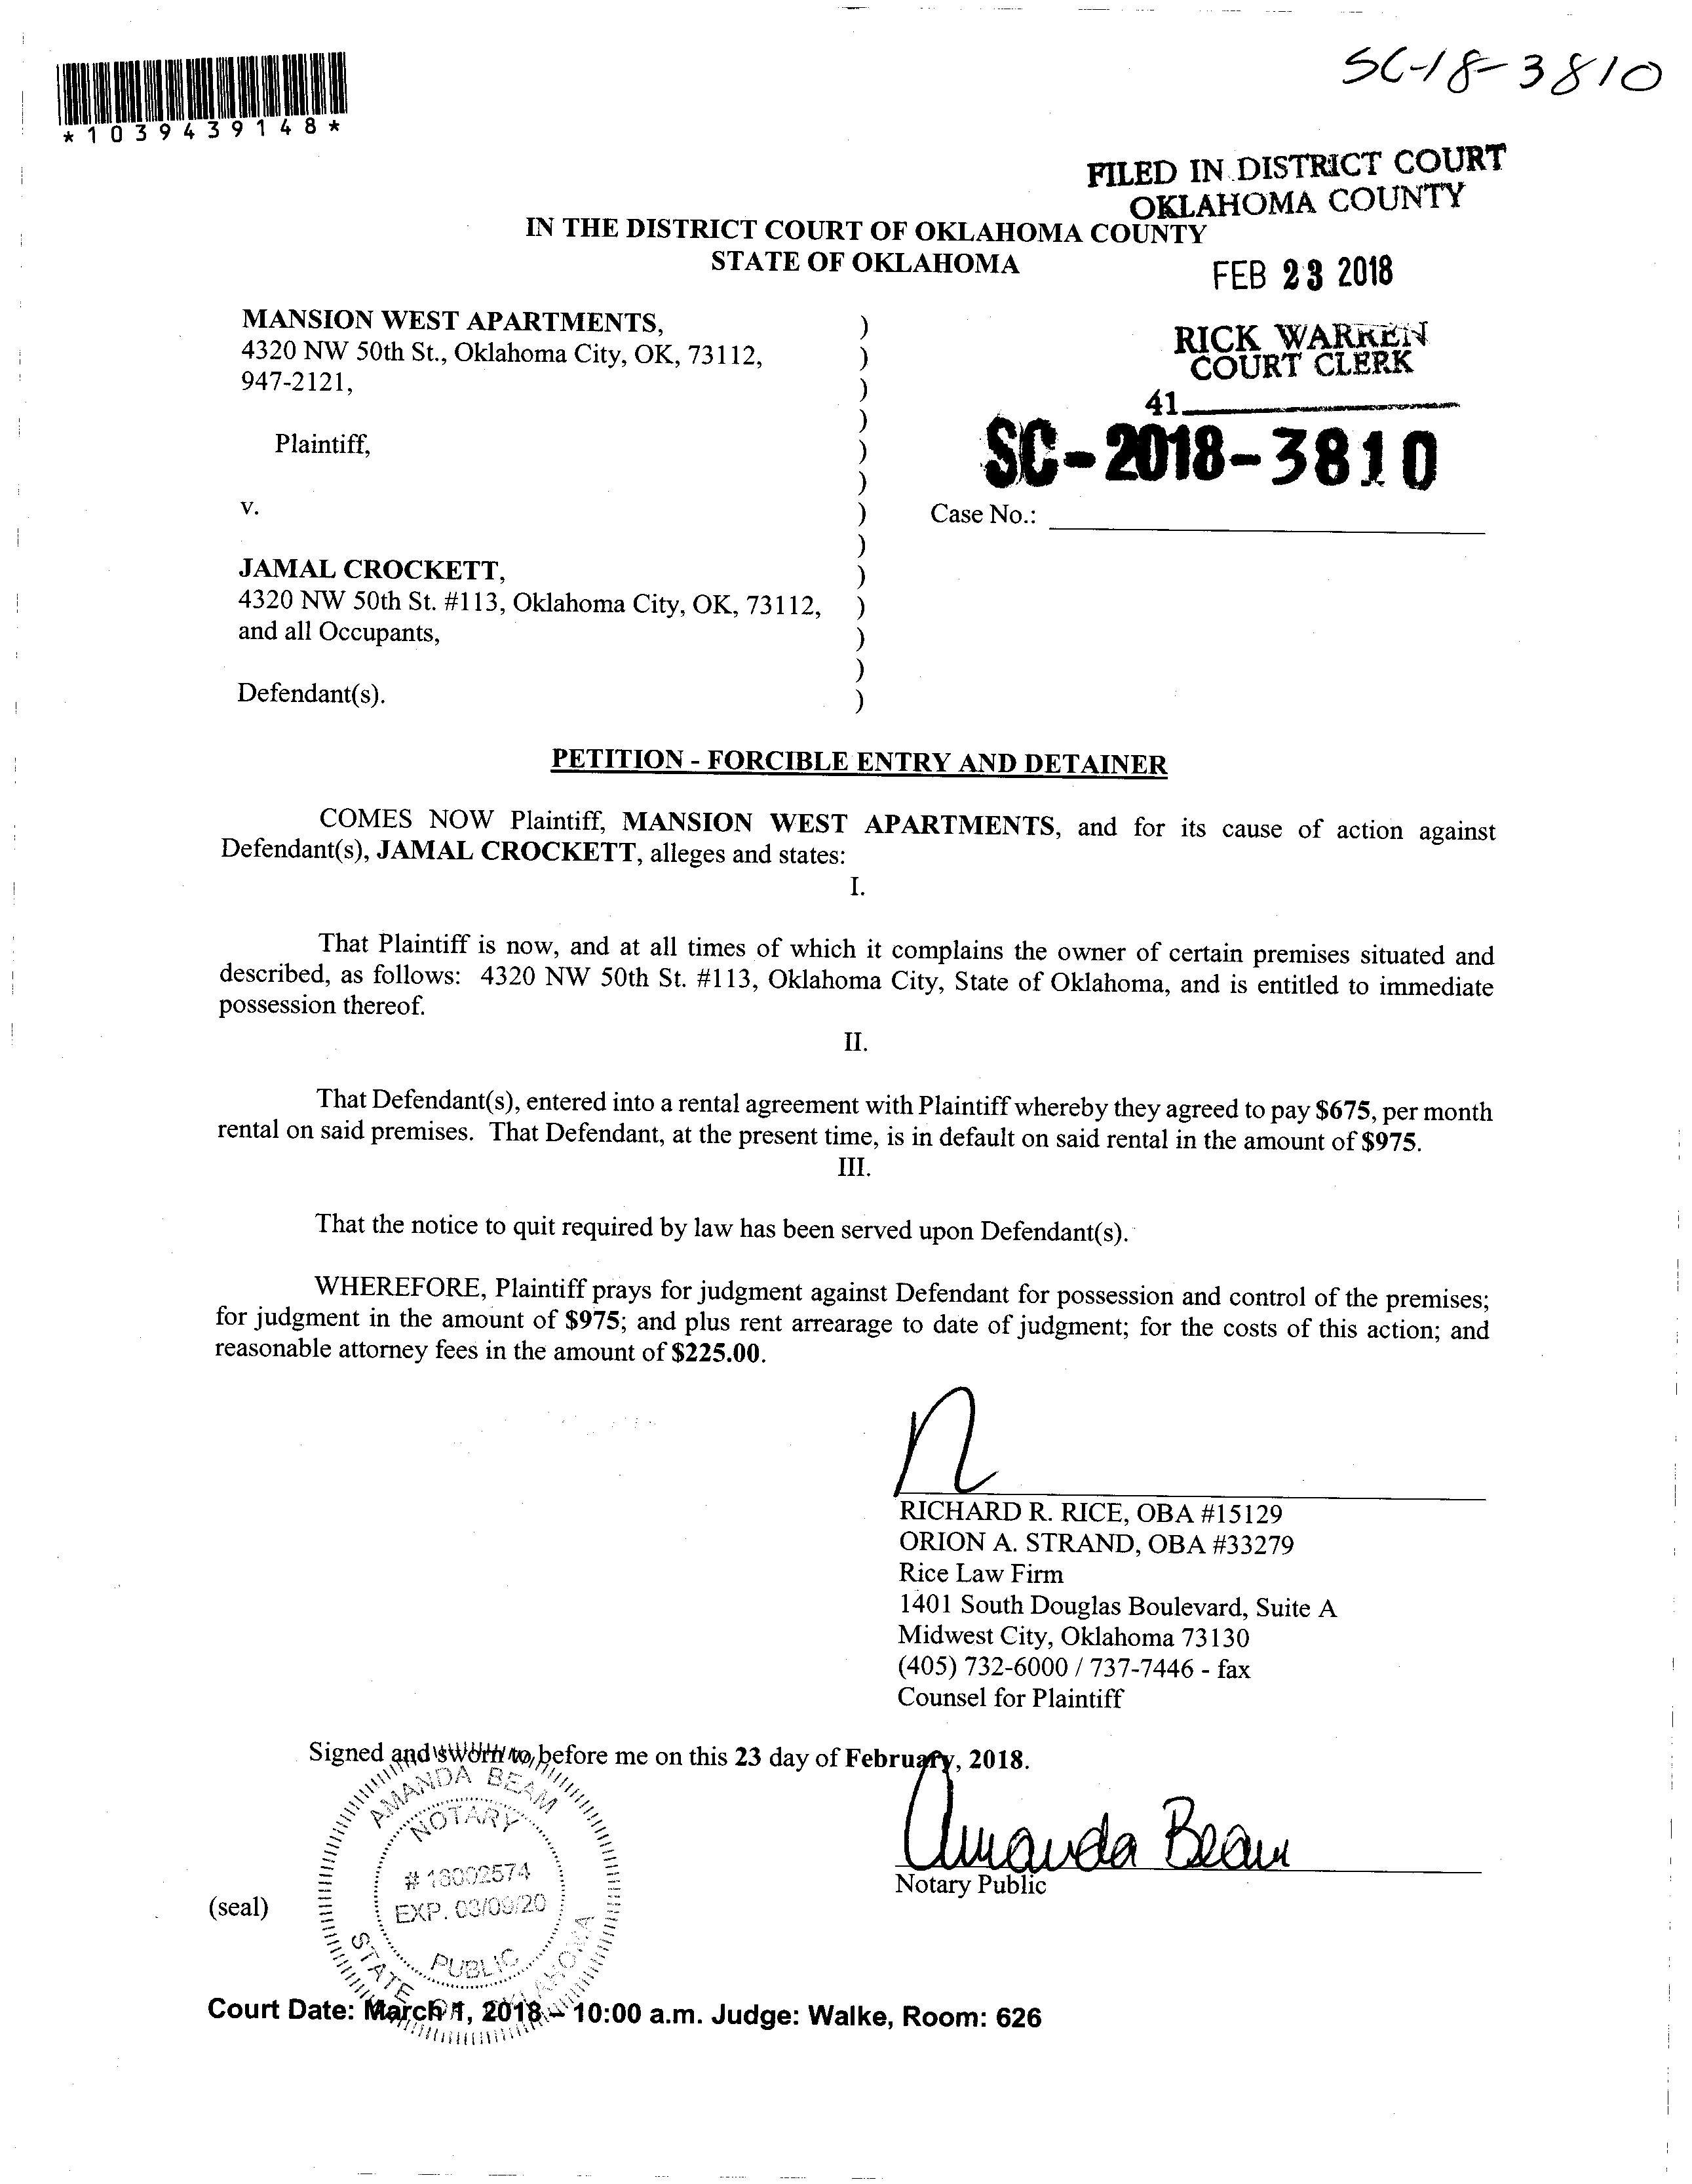 SC-18-3810
*1039439148*
FILED IN DISTRICT COURT
OKLAHOMA COUNTY
IN THE DISTRICT COURT OF OKLAHOMA COUNTY
STATE OF OKLAHOMA
FEB 23 2018
RICK WARREN
COURT CLERK
41
SC-2018-3810
Case No.:
MANSION WEST APARTMENTS, )
4320 NW 50th St., Oklahoma City, OK, 73112, )
947-2121, )
)
Plaintiff, )
)
v. )
)
JAMAL CROCKETT, )
4320 NW 50th St. #113, Oklahoma City, OK, 73112, )
and all Occupants, )
)
Defendant(s). )
PETITION - FORCIBLE ENTRY AND DETAINER
COMES NOW Plaintiff, MANSION WEST APARTMENTS, and for its cause of action against
Defendant(s), JAMAL CROCKETT, alleges and states:
I.
That Plaintiff is now, and at all times of which it complains the owner of certain premises situated and
described, as follows: 4320 NW 50th St. #113, Oklahoma City, State of Oklahoma, and is entitled to immediate
possession thereof.
II.
That Defendant(s), entered into a rental agreement with Plaintiff whereby they agreed to pay $675, per month
rental on said premises. That Defendant, at the present time, is in default on said rental in the amount of $975.
III.
That the notice to quit required by law has been served upon Defendant(s).
WHEREFORE, Plaintiff prays for judgment against Defendant for possession and control of the premises;
for judgment in the amount of $975; and plus rent arrearage to date of judgment; for the costs of this action; and
reasonable attorney fees in the amount of $225.00.
RICHARD R. RICE, OBA #15129
ORION A. STRAND, OBA #33279
Rice Law Firm
1401 South Douglas Boulevard, Suite A
Midwest City, Oklahoma 73130
(405) 732-6000 / 737-7446 - fax
Counsel for Plaintiff
Signed and sworn to before me on this 23 day of February, 2018.
AMANDA BEAM
NOTARY
EXP. 03/09/20
PUBLIC
STATE OF OKLAHOMA
Amanda Beam
Notary Public
(seal)
Court Date: March 1, 2018 – 10:00 a.m. Judge: Walke, Room: 626